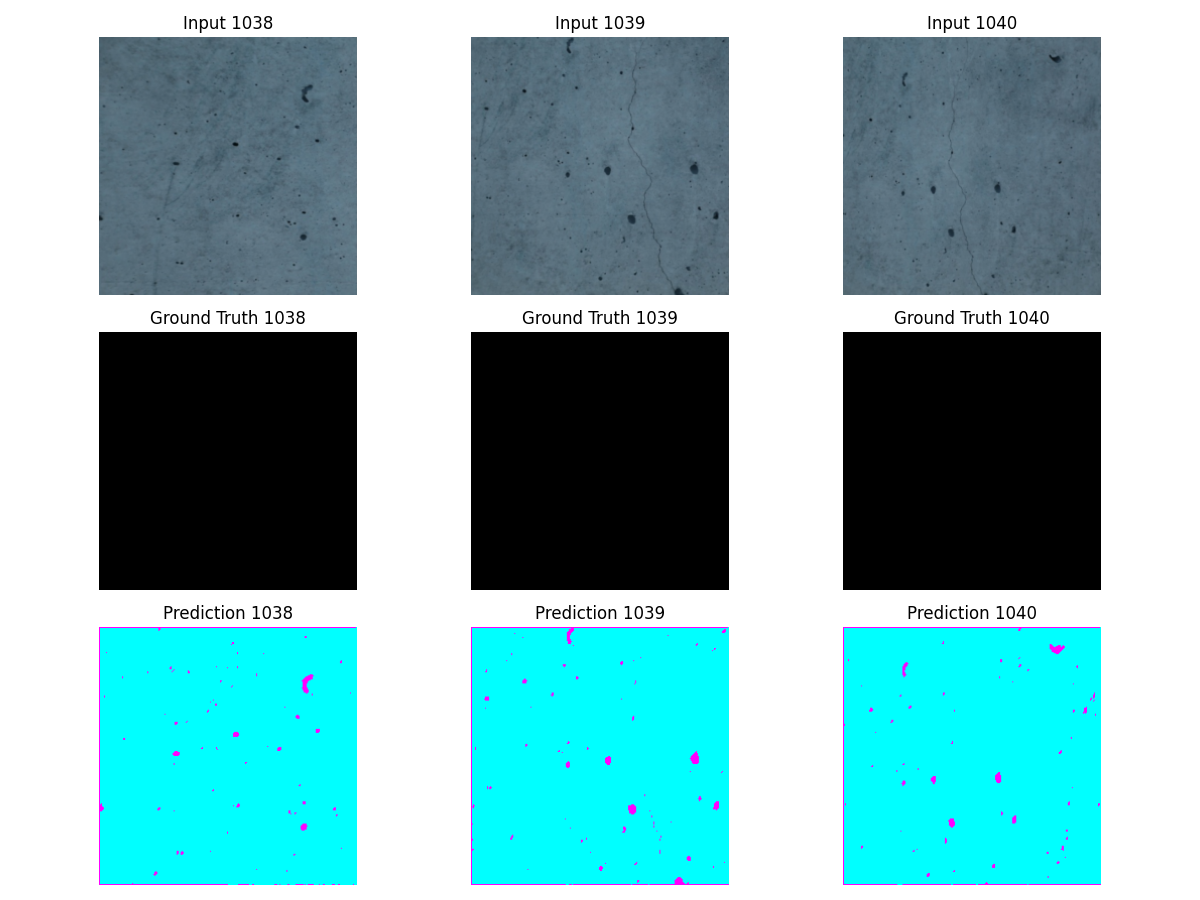 Input 1038
Input 1039
Input 1040
Ground Truth 1038
Ground Truth 1039
Ground Truth 1040
Prediction 1038
Prediction 1039
Prediction 1040